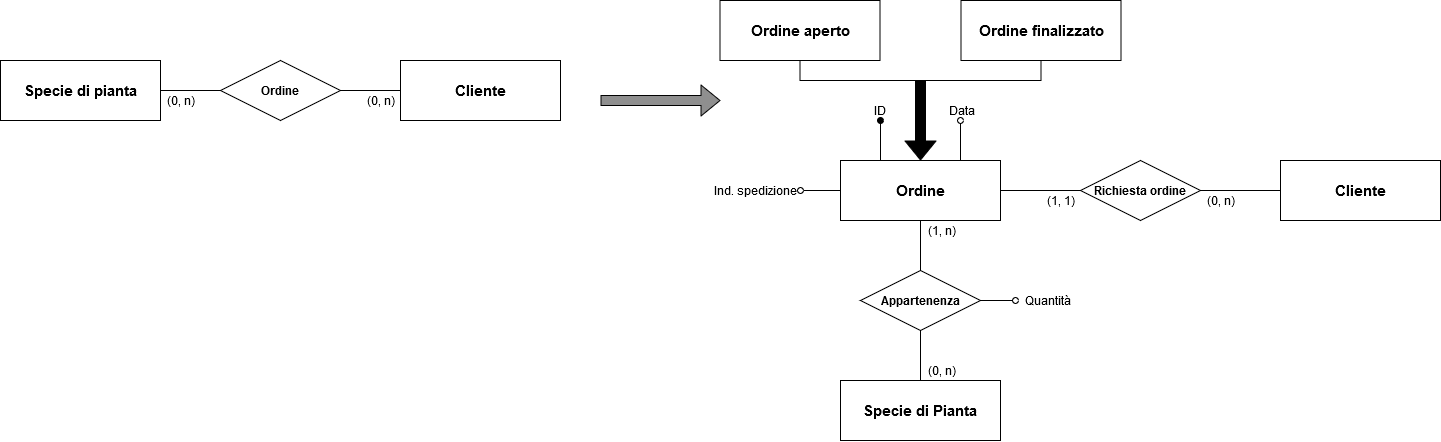 Specie di pianta
(0, n)
Ordine
(0, n)
Cliente
Ordine aperto
Ordine finalizzato
ID
Data
Ind. spedizione
Ordine
(1, 1)
Richiesta ordine
(0, n)
Cliente
(1, n)
Appartenenza
Quantità
(0, n)
Specie di Pianta